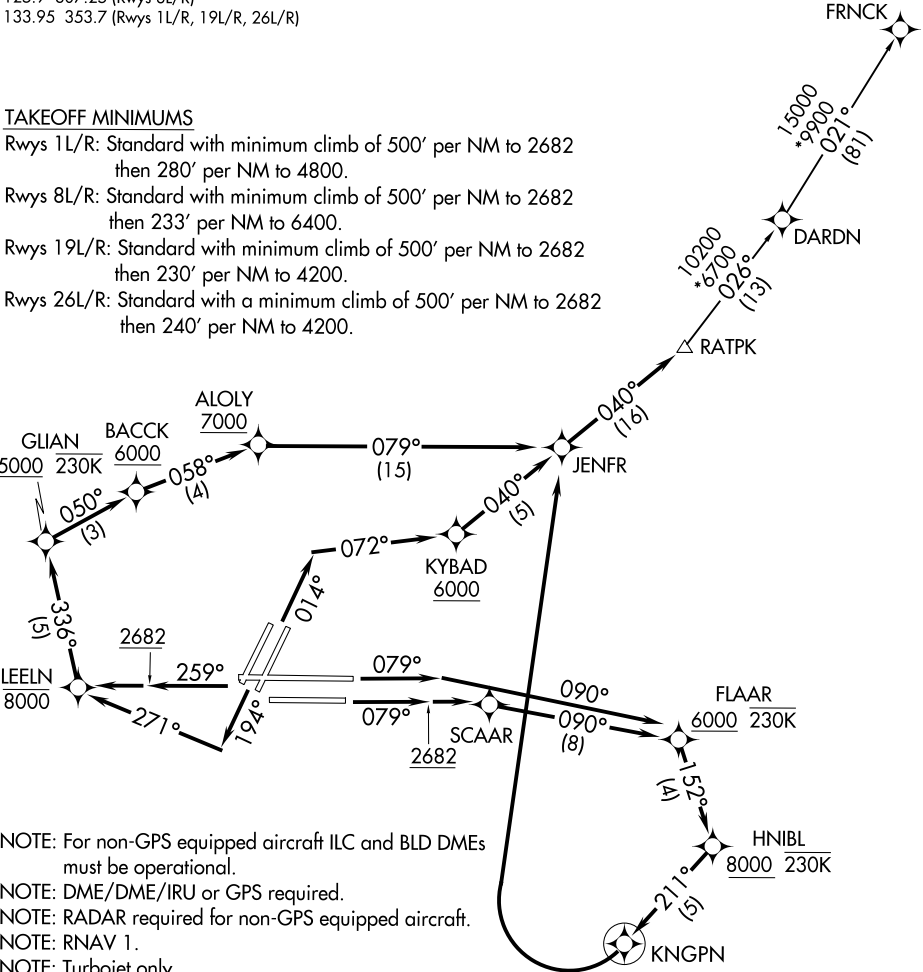 133.95 353.7 (Rwys 1L/R, 19L/R, 26L/R)
FRNCK
TAKEOFF MINIMUMS
Rwys 1L/R: Standard with minimum climb of 500′ per NM to 2682
then 280′ per NM to 4800.
Rwys 8L/R: Standard with minimum climb of 500′ per NM to 2682
then 233′ per NM to 6400.
Rwys 19L/R: Standard with minimum climb of 500′ per NM to 2682
then 230′ per NM to 4200.
Rwys 26L/R: Standard with a minimum climb of 500′ per NM to 2682
then 240′ per NM to 4200.
15000
*9900
021°
(81)
DARDN
10200
*6700
026°
(13)
RATPK
040°
(16)
ALOLY
7000
BACCK
6000
GLIAN
5000 230K
050°
(3)
058°
(4)
079°
(15)
JENFR
040°
(5)
072°
KYBAD
6000
014°
336°
(5)
2682
LEELN
8000
259°
271°
194°
079°
079°
2682
SCAAR
090°
090°
(8)
FLAAR
6000 230K
152°
(4)
HNIBL
8000 230K
211°
(5)
KNGPN
NOTE: For non-GPS equipped aircraft ILC and BLD DMEs
must be operational.
NOTE: DME/DME/IRU or GPS required.
NOTE: RADAR required for non-GPS equipped aircraft.
NOTE: RNAV 1.
NOTE: Turbojet only